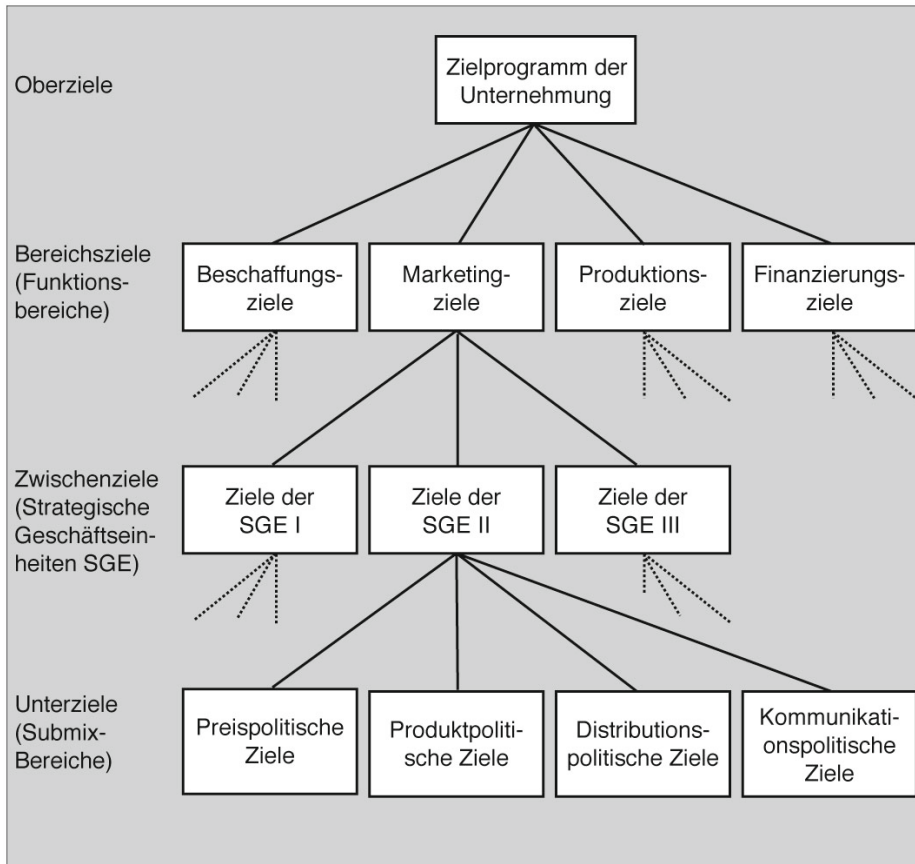 Oberziele
Zielprogramm der
Unternehmung
Bereichsziele
(Funktions-
bereiche)
Beschaffungs-
ziele
Marketing-
ziele
Produktions-
ziele
Finanzierungs-
ziele
Zwischenziele
(Strategische
Geschäftsein-
heiten SGE)
Ziele der
SGE I
Ziele der
SGE II
Ziele der
SGE III
Unterziele
(Submix-
Bereiche)
Preispolitische
Ziele
Produktpoliti-
sche Ziele
Distributions-
politische Ziele
Kommunikati-
onspolitische
Ziele